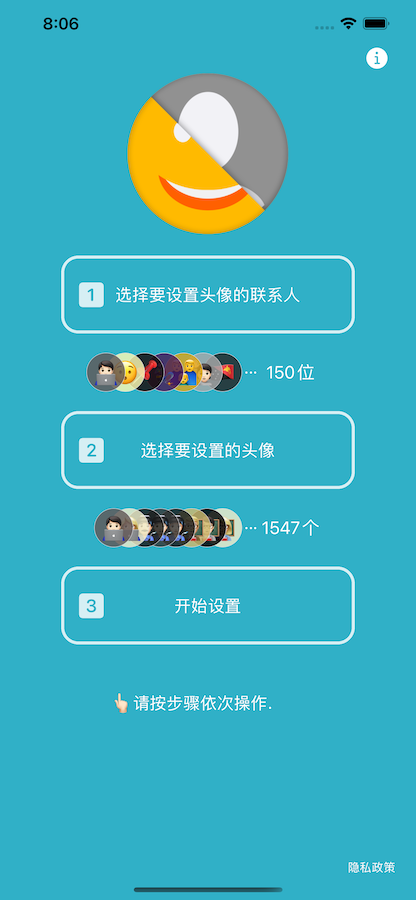 8:06
1 选择要设置头像的联系人
··· 150位
2 选择要设置的头像
··· 1547个
3 开始设置
👆🏻请按步骤依次操作.
隐私政策